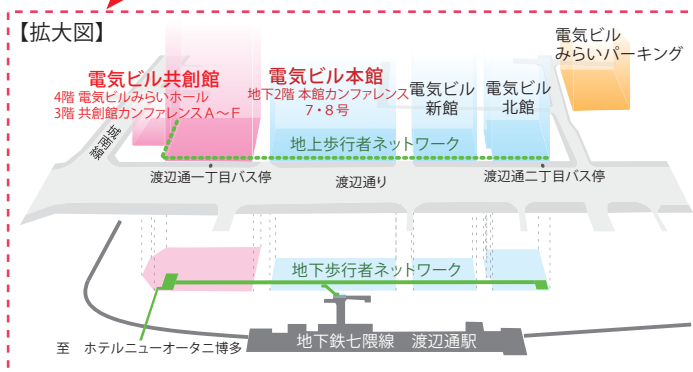 【拡大図】
電気ビル
みらいパーキング
電気ビル共創館
4階 電気ビルみらいホール
3階 共創館カンファレンスA〜F
電気ビル本館
地下2階 本館カンファレンス
7・8号
電気ビル
新館
電気ビル
北館
城南線
地上歩行者ネットワーク
渡辺通一丁目バス停
渡辺通り
渡辺通二丁目バス停
地下歩行者ネットワーク
至　ホテルニューオータニ博多
地下鉄七隈線　渡辺通駅